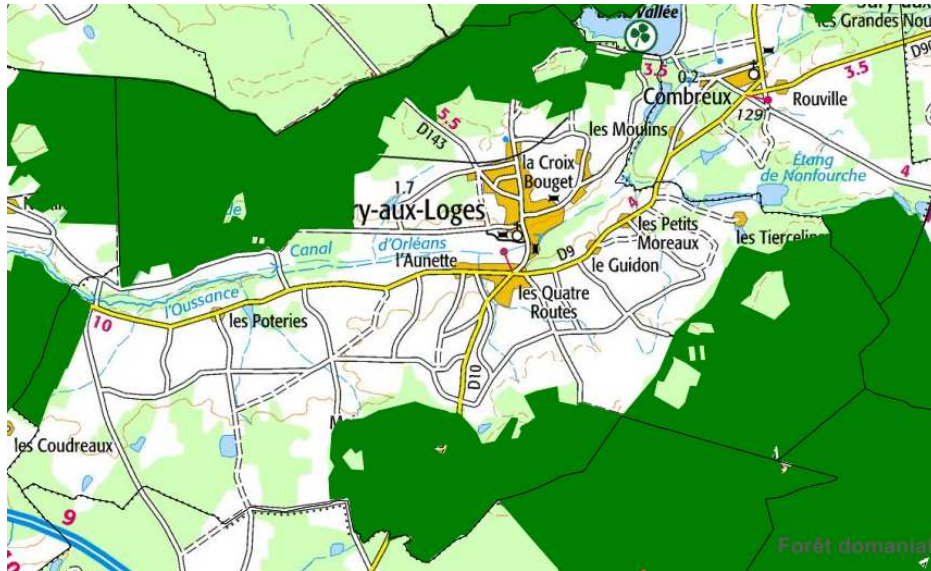 Vallée
les Grandes Nou
D90
3.5
3.5
0.2
Combreux
Rouville
129
5.5
D143
les Moulins
la Croix
Bouget
Étang
de Nonfourche
4
1.7
ry-aux-Loges
4
les Petits
Moreaux
les Tiercelin
Canal
d'Orléans
l'Aunette
D9
le Guidon
l'Oussance
les Quatre
Routes
10
les Poteries
D10
les Coudreaux
9
Forêt domanial